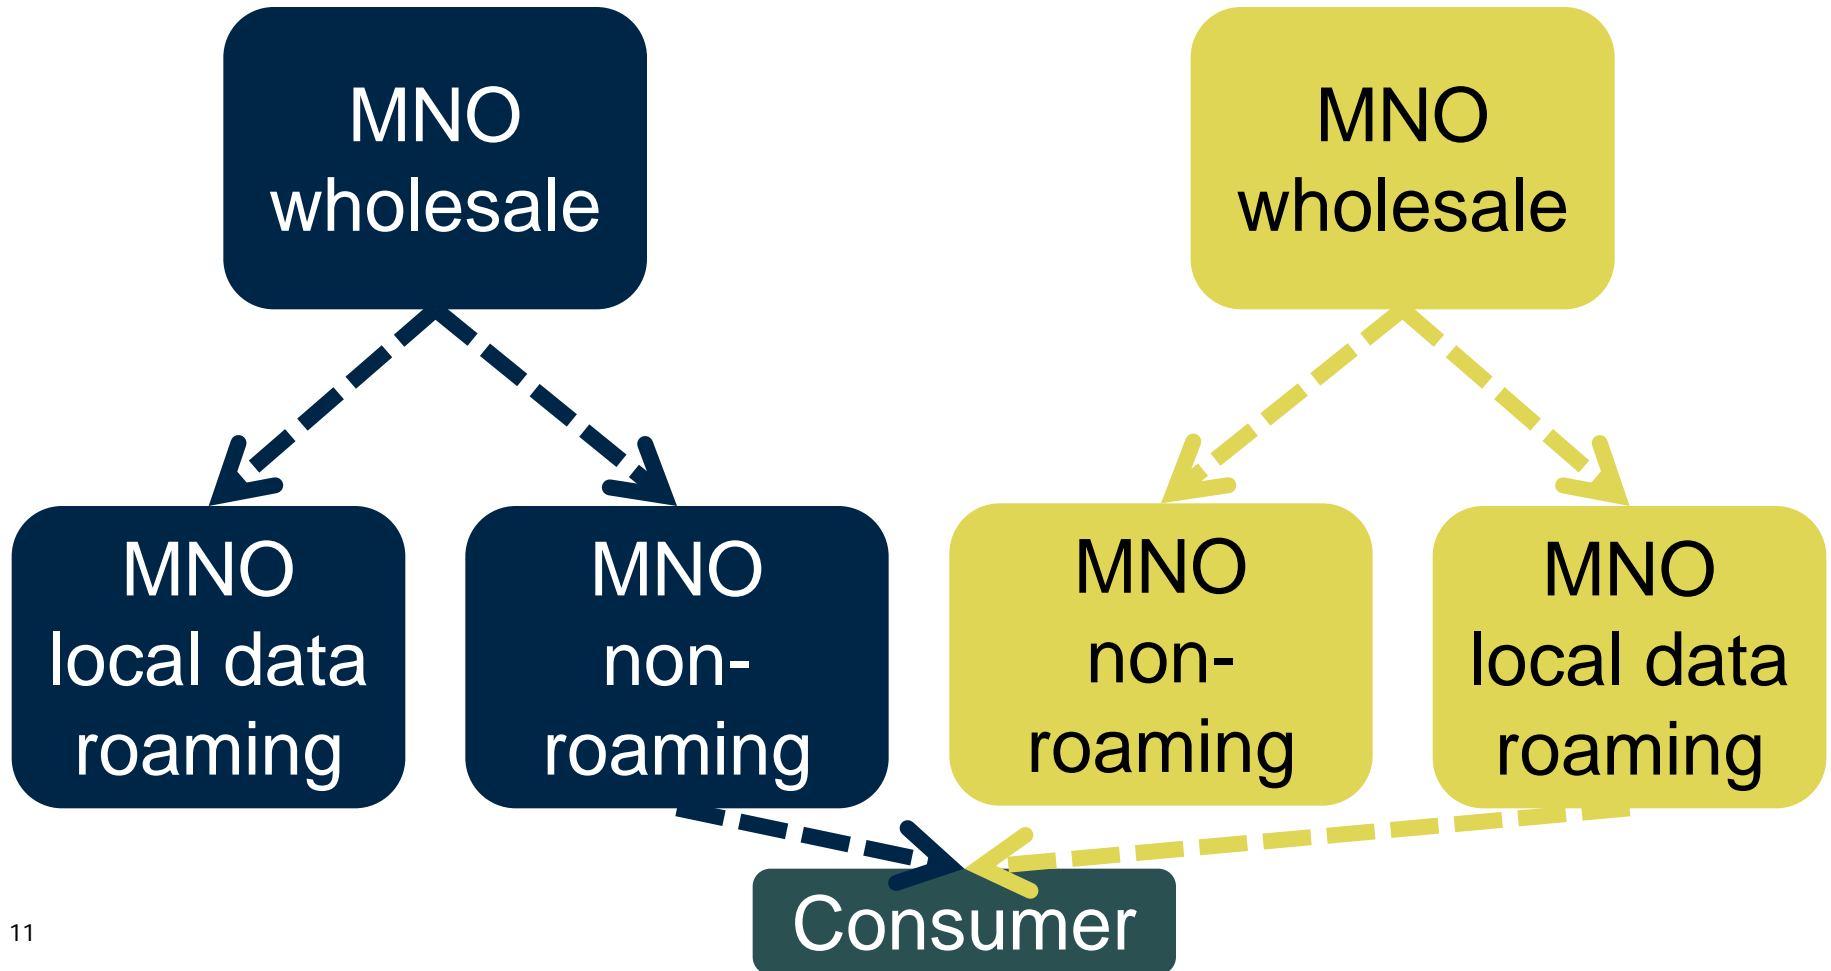 MNO
wholesale
MNO
wholesale
MNO
local data
roaming
MNO
non-
roaming
MNO
non-
roaming
MNO
local data
roaming
Consumer
11